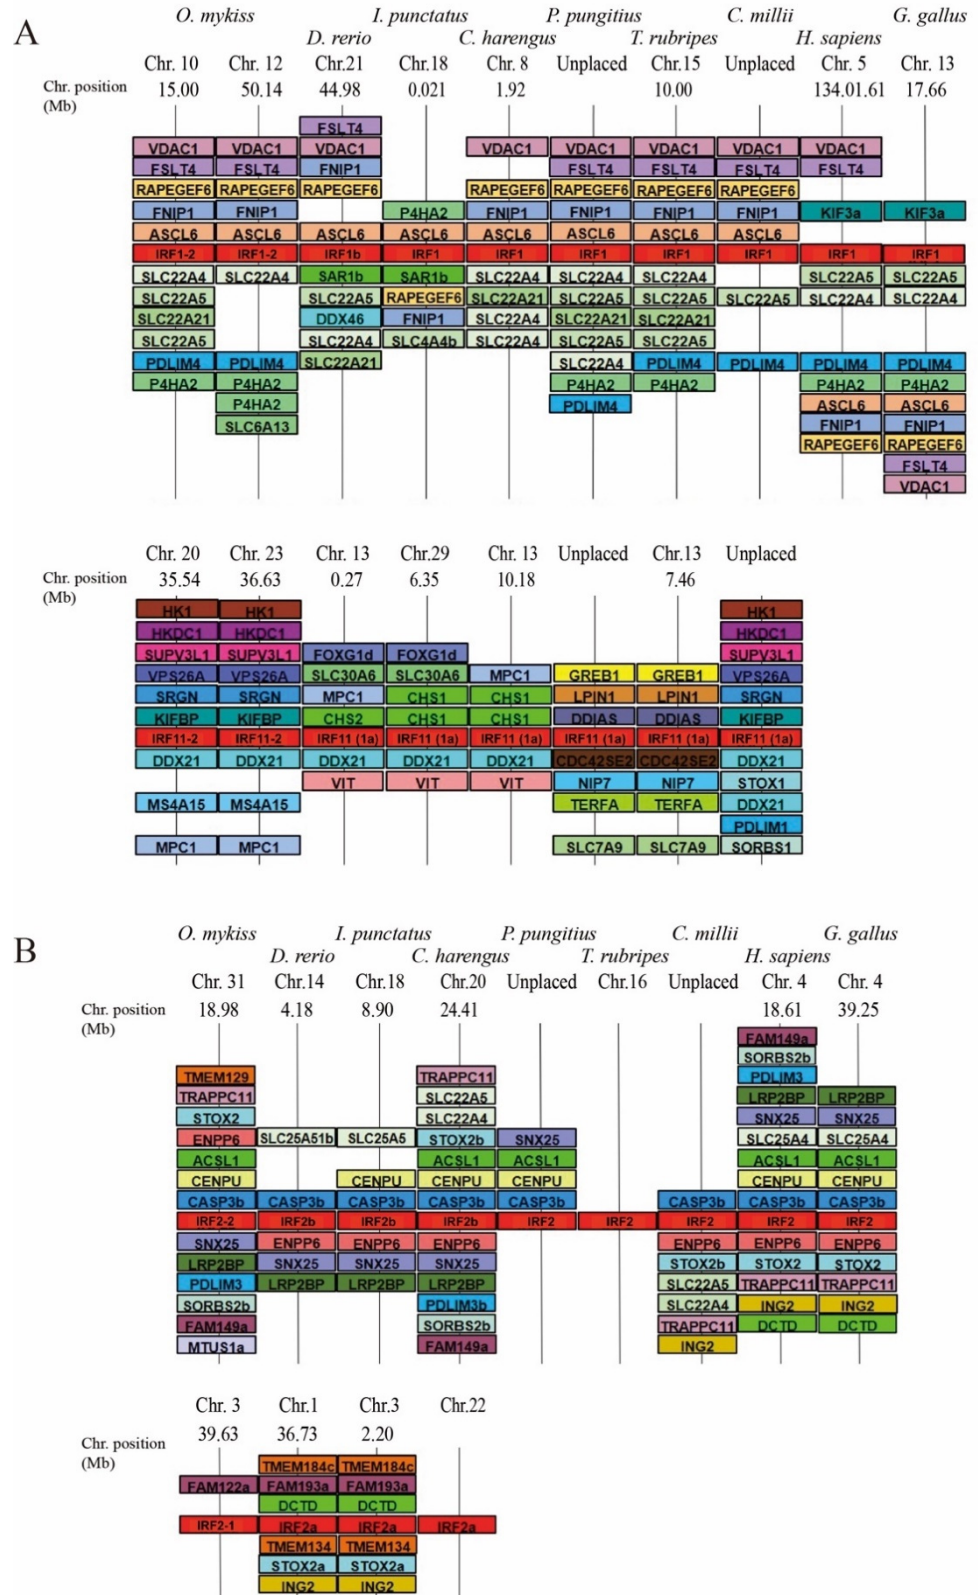 A
O. mykiss I. punctatus P. pungitius C. millii G. gallus
D. rerio C. harengus T. rubripes H. sapiens
Chr. 10 Chr. 12 Chr.21 Chr.18 Chr. 8 Unplaced Chr.15 Unplaced Chr. 5 Chr. 13
Chr. position 15.00 50.14 44.98 0.021 1.92 10.00 134.01.61 17.66
(Mb)
FSLT4
VDAC1 VDAC1 VDAC1 VDAC1 VDAC1 VDAC1 VDAC1 VDAC1
FSLT4 FSLT4 FNIP1 FSLT4 FSLT4 FSLT4 FSLT4
RAPEGEF6 RAPEGEF6 RAPEGEF6 RAPEGEF6 RAPEGEF6 RAPEGEF6 RAPEGEF6
FNIP1 FNIP1 P4HA2 FNIP1 FNIP1 FNIP1 FNIP1 KIF3a KIF3a
ASCL6 ASCL6 ASCL6 ASCL6 ASCL6 ASCL6 ASCL6 ASCL6
IRF1-2 IRF1-2 IRF1b IRF1 IRF1 IRF1 IRF1 IRF1 IRF1 IRF1
SLC22A4 SLC22A4 SAR1b SAR1b SLC22A4 SLC22A4 SLC22A4 SLC22A5 SLC22A5
SLC22A5 SLC22A5 RAPEGEF6 SLC22A21 SLC22A5 SLC22A5 SLC22A5 SLC22A4 SLC22A4
SLC22A21 DDX46 FNIP1 SLC22A4 SLC22A21 SLC22A21
SLC22A5 SLC22A4 SLC4A4b SLC22A4 SLC22A5 SLC22A5
PDLIM4 PDLIM4 SLC22A21 SLC22A4 PDLIM4 PDLIM4 PDLIM4 PDLIM4
P4HA2 P4HA2 P4HA2 P4HA2 P4HA2 P4HA2
P4HA2 PDLIM4 ASCL6 ASCL6
SLC6A13 FNIP1 FNIP1
RAPEGEF6 RAPEGEF6
FSLT4
VDAC1
Chr. 20 Chr. 23 Chr. 13 Chr.29 Chr. 13 Unplaced Chr.13 Unplaced
Chr. position 35.54 36.63 0.27 6.35 10.18 7.46
(Mb)
HK1 HK1 HK1
HKDC1 HKDC1 HKDC1
SUPV3L1 SUPV3L1 FOXG1d FOXG1d SUPV3L1
VPS26A VPS26A SLC30A6 SLC30A6 MPC1 GREB1 GREB1 VPS26A
SRGN SRGN MPC1 CHS1 CHS1 LPIN1 LPIN1 SRGN
KIFBP KIFBP CHS2 CHS1 CHS1 DDIAS DDIAS KIFBP
IRF11-2 IRF11-2 IRF11 (1a) IRF11 (1a) IRF11 (1a) IRF11 (1a) IRF11 (1a) IRF11 (1a)
DDX21 DDX21 DDX21 DDX21 DDX21 CDC42SE2 CDC42SE2 DDX21
VIT VIT VIT NIP7 NIP7 STOX1
MS4A15 MS4A15 TERFA TERFA DDX21
PDLIM1
MPC1 MPC1 SLC7A9 SLC7A9 SORBS1
B
O. mykiss I. punctatus P. pungitius C. millii G. gallus
D. rerio C. harengus T. rubripes H. sapiens
Chr. 31 Chr.14 Chr.18 Chr.20 Unplaced Chr.16 Unplaced Chr. 4 Chr. 4
Chr. position 18.98 4.18 8.90 24.41 18.61 39.25
(Mb)
FAM149a
SORBS2b
TMEM129 TRAPPC11 PDLIM3
TRAPPC11 SLC22A5 LRP2BP LRP2BP
STOX2 SLC22A4 SNX25 SNX25
ENPP6 SLC25A51b SLC25A5 STOX2b SNX25 SLC25A4 SLC25A4
ACSL1 ACSL1 ACSL1 ACSL1 ACSL1
CENPU CENPU CENPU CENPU CENPU CENPU
CASP3b CASP3b CASP3b CASP3b CASP3b CASP3b CASP3b CASP3b
IRF2-2 IRF2b IRF2b IRF2b IRF2 IRF2 IRF2 IRF2 IRF2
SNX25 ENPP6 ENPP6 ENPP6 ENPP6 ENPP6 ENPP6
LRP2BP SNX25 SNX25 SNX25 STOX2b STOX2 STOX2
PDLIM3 LRP2BP LRP2BP LRP2BP SLC22A5 TRAPPC11 TRAPPC11
SORBS2b PDLIM3b SLC22A4 ING2 ING2
FAM149a SORBS2b TRAPPC11 DCTD DCTD
MTUS1a FAM149a ING2
Chr. 3 Chr.1 Chr.3 Chr.22
Chr. position 39.63 36.73 2.20
(Mb)
TMEM184c TMEM184c
FAM122a FAM193a FAM193a
DCTD DCTD
IRF2-1 IRF2a IRF2a IRF2a
TMEM134 TMEM134
STOX2a STOX2a
ING2 ING2